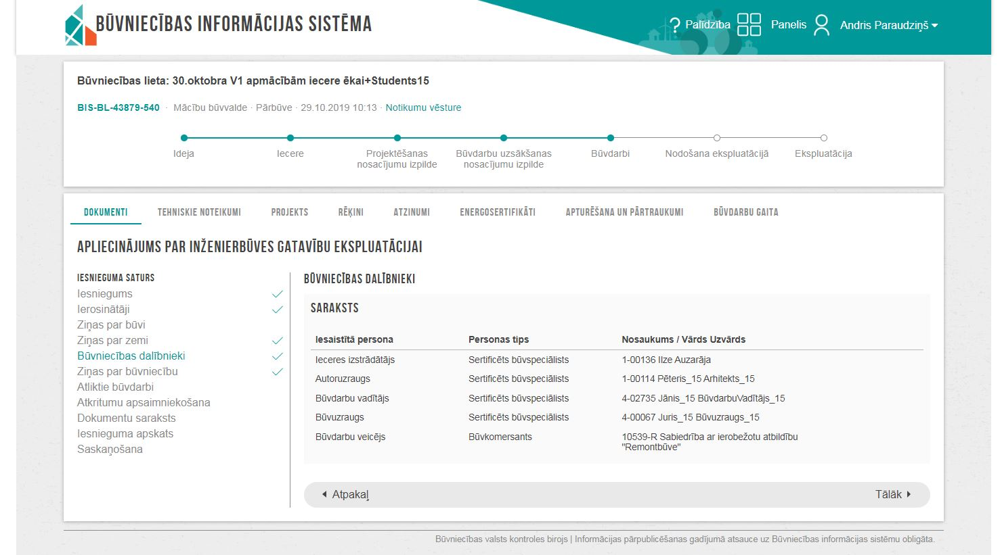 BŪVNIECĪBAS INFORMĀCIJAS SISTĒMA
? Palīdzība Panelis Andris Paraudziņš
Būvniecības lieta: 30.oktobra V1 apmācībām iecere ēkai+Students15
BIS-BL-43879-540 · Mācību būvvalde · Pārbūve · 29.10.2019 10:13 · Notikumu vēsture
Ideja
Iecere
Projektēšanas
nosacījumu izpilde
Būvdarbu uzsākšanas
nosacījumu izpilde
Būvdarbi
Nodošana ekspluatācijā
Ekspluatācija
DOKUMENTI TEHNISKIE NOTEIKUMI PROJEKTS RĒĶINI ATZINUMI ENERGOSERTIFIKĀTI APTURĒŠANA UN PĀRTRAUKUMI BŪVDARBU GAITA
APLIECINĀJUMS PAR INŽENIERBŪVES GATAVĪBU EKSPLUATĀCIJAI
IESNIEGUMA SATURS
Iesniegums
Ierosinātāji
Ziņas par būvi
Ziņas par zemi
Būvniecības dalībnieki
Ziņas par būvniecību
Atliktie būvdarbi
Atkritumu apsaimniekošana
Dokumentu saraksts
Iesnieguma apskats
Saskaņošana
BŪVNIECĪBAS DALĪBNIEKI
SARAKSTS
Iesaistītā persona Personas tips Nosaukums / Vārds Uzvārds
Ieceres izstrādātājs Sertificēts būvspeciālists 1-00136 Ilze Auzarāja
Autoruzraugs Sertificēts būvspeciālists 1-00114 Pēteris_15 Arhitekts_15
Būvdarbu vadītājs Sertificēts būvspeciālists 4-02735 Jānis_15 BūvdarbuVadītājs_15
Būvuzraugs Sertificēts būvspeciālists 4-00067 Juris_15 Būvuzraugs_15
Būvdarbu veicējs Būvkomersants 10539-R Sabiedrība ar ierobežotu atbildību
"Remontbūve"
Atpakaļ Tālāk
Būvniecības valsts kontroles birojs | Informācijas pārpublicēšanas gadījumā atsauce uz Būvniecības informācijas sistēmu obligāta.